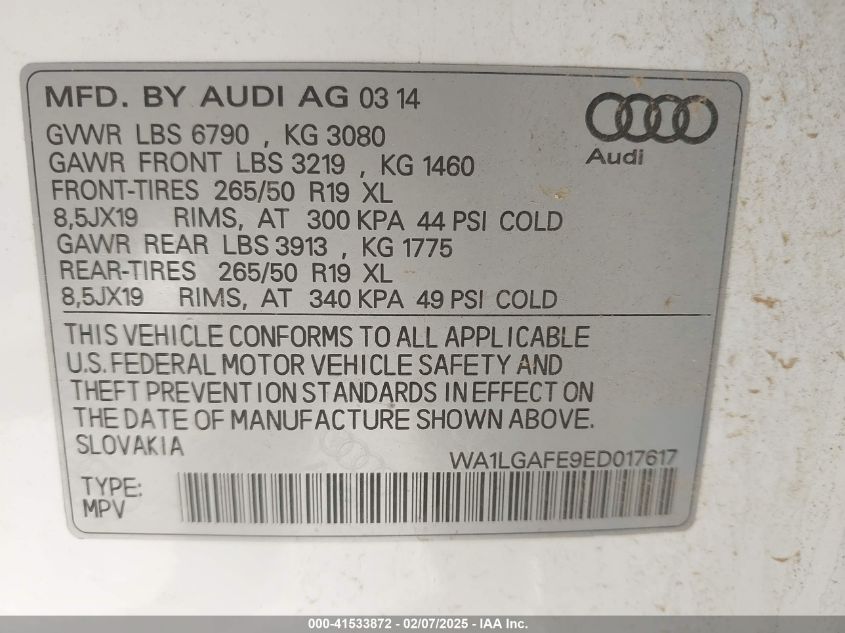 MFD. BY AUDI AG 03 14
GVWR LBS 6790 , KG 3080
GAWR FRONT LBS 3219 , KG 1460
FRONT-TIRES 265/50 R19 XL
8,5JX19 RIMS, AT 300 KPA 44 PSI COLD
GAWR REAR LBS 3913 , KG 1775
REAR-TIRES 265/50 R19 XL
8,5JX19 RIMS, AT 340 KPA 49 PSI COLD
Audi
THIS VEHICLE CONFORMS TO ALL APPLICABLE
U.S. FEDERAL MOTOR VEHICLE SAFETY AND
THEFT PREVENTION STANDARDS IN EFFECT ON
THE DATE OF MANUFACTURE SHOWN ABOVE.
SLOVAKIA
WA1LGAFE9ED017617
TYPE:
MPV
000-41533872 - 02/07/2025 - IAA Inc.